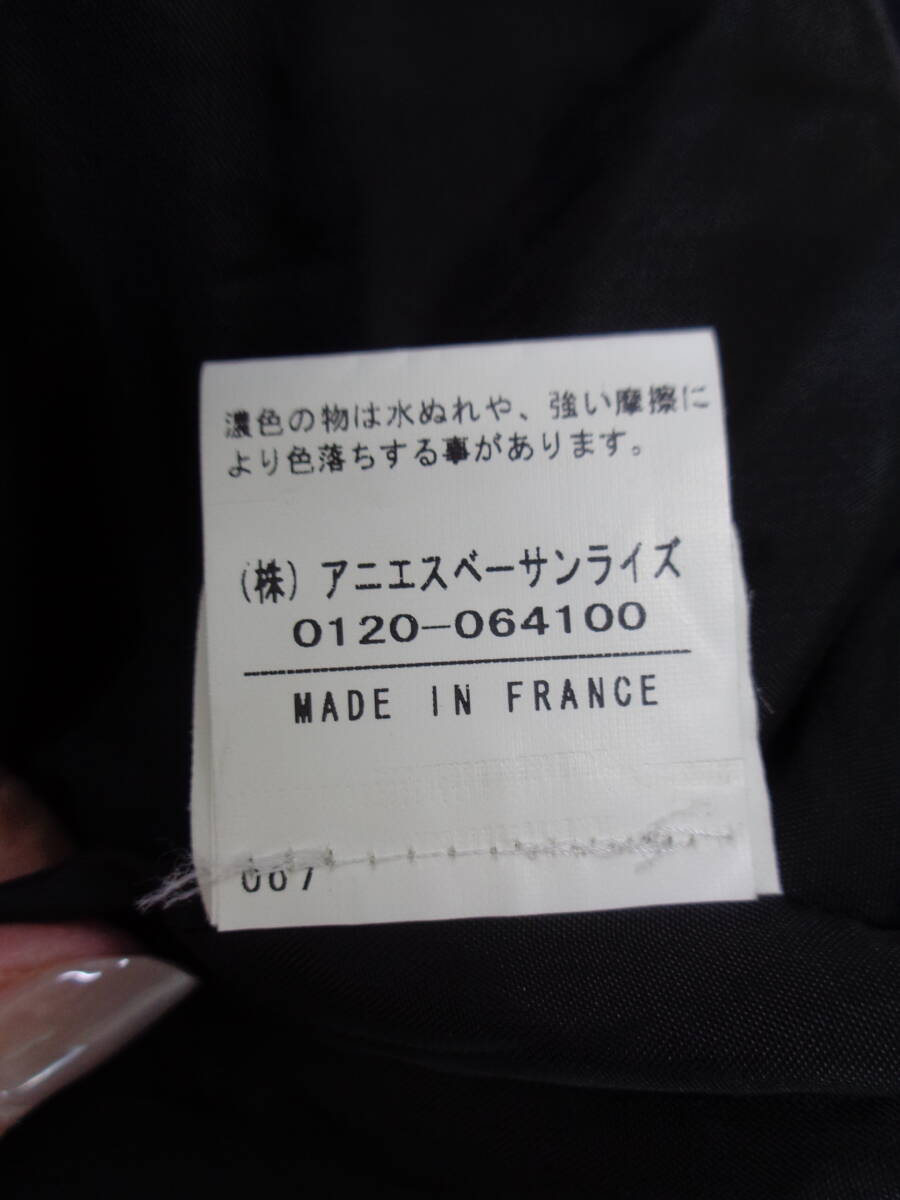 濃色の物は水ぬれや、強い摩擦に
より色落ちする事があります。
(株) アニエスベーサンライズ
0120-064100
MADE IN FRANCE